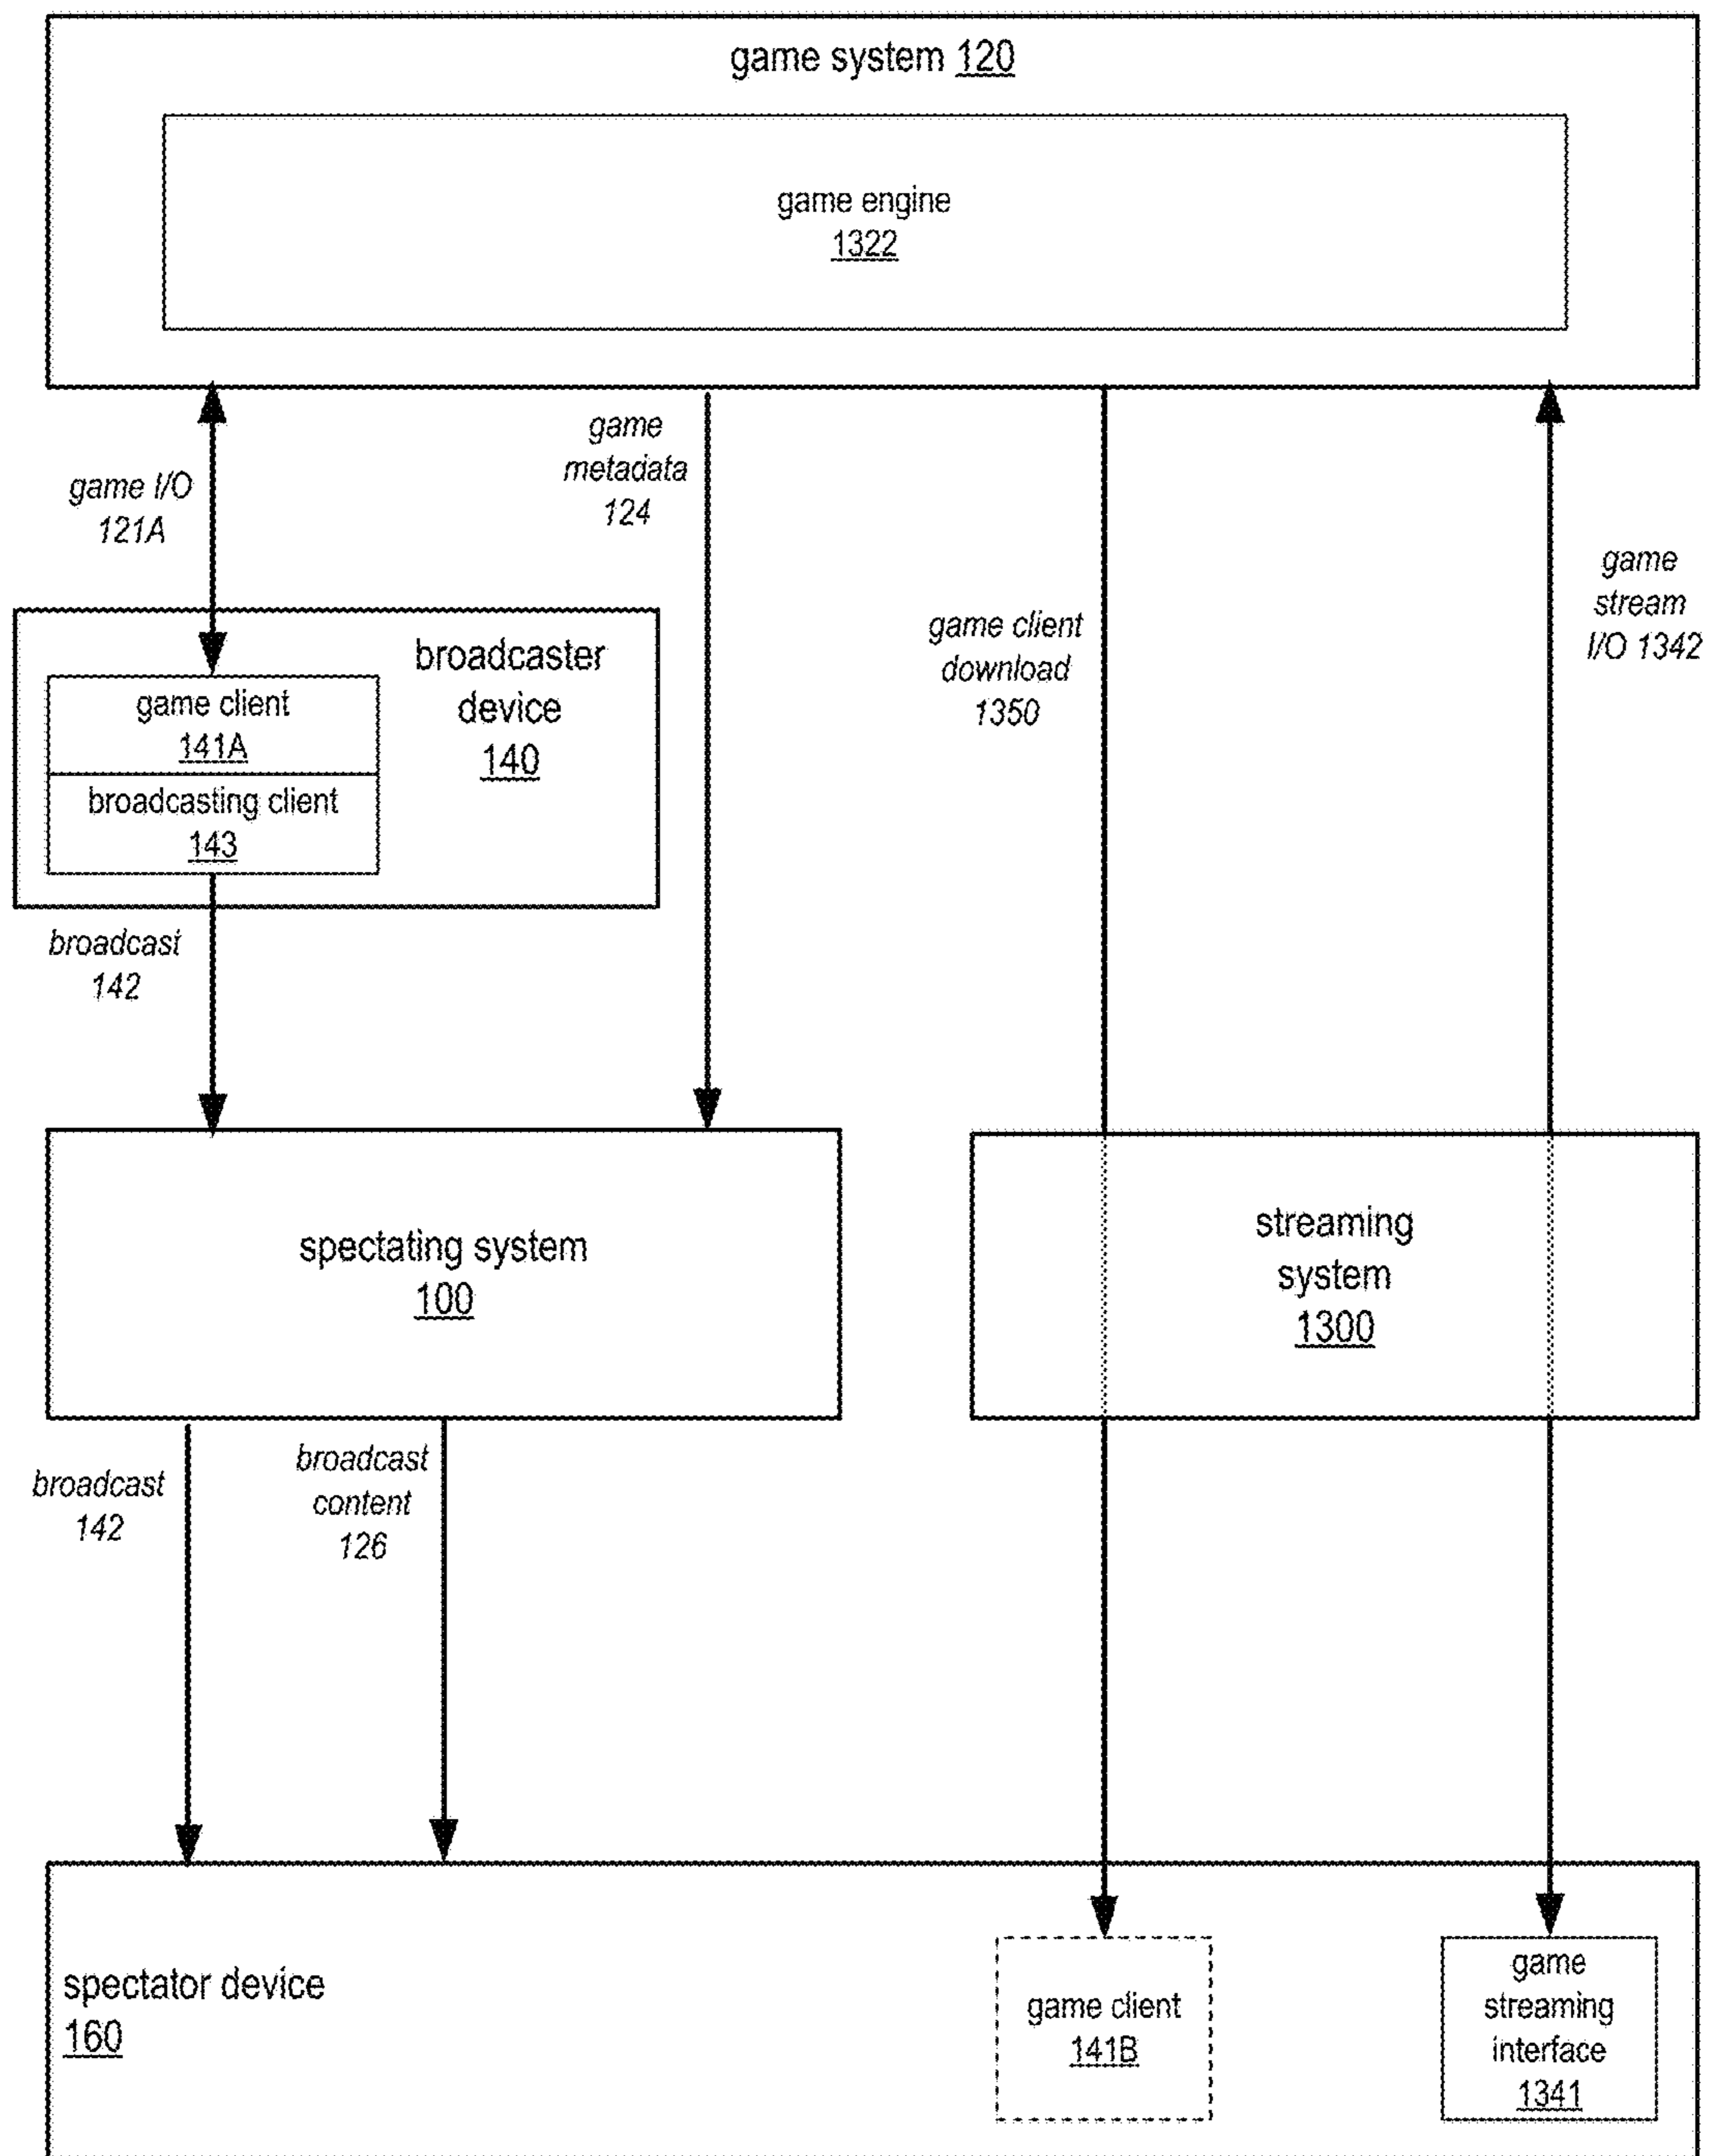 game system 120
game engine
1322
game I/O
121A
game
metadata
124
game client
download
1350
game
stream
I/O 1342
broadcaster
device
140
game client
141A
broadcasting client
143
broadcast
142
spectating system
100
streaming
system
1300
broadcast
142
broadcast
content
126
spectator device
160
game client
141B
game
streaming
interface
1341